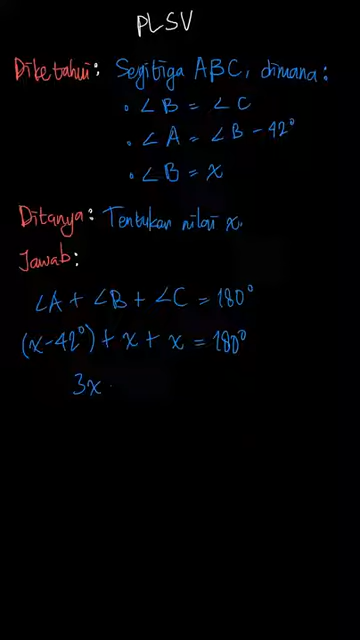 PLSV
Diketahui: Segitiga ABC, dimana:
• ∠B = ∠C
• ∠A = ∠B - 42°
• ∠B = x
Ditanya: Tentukan nilai x.
Jawab:
∠A + ∠B + ∠C = 180°
(x-42°) + x + x = 180°
3x